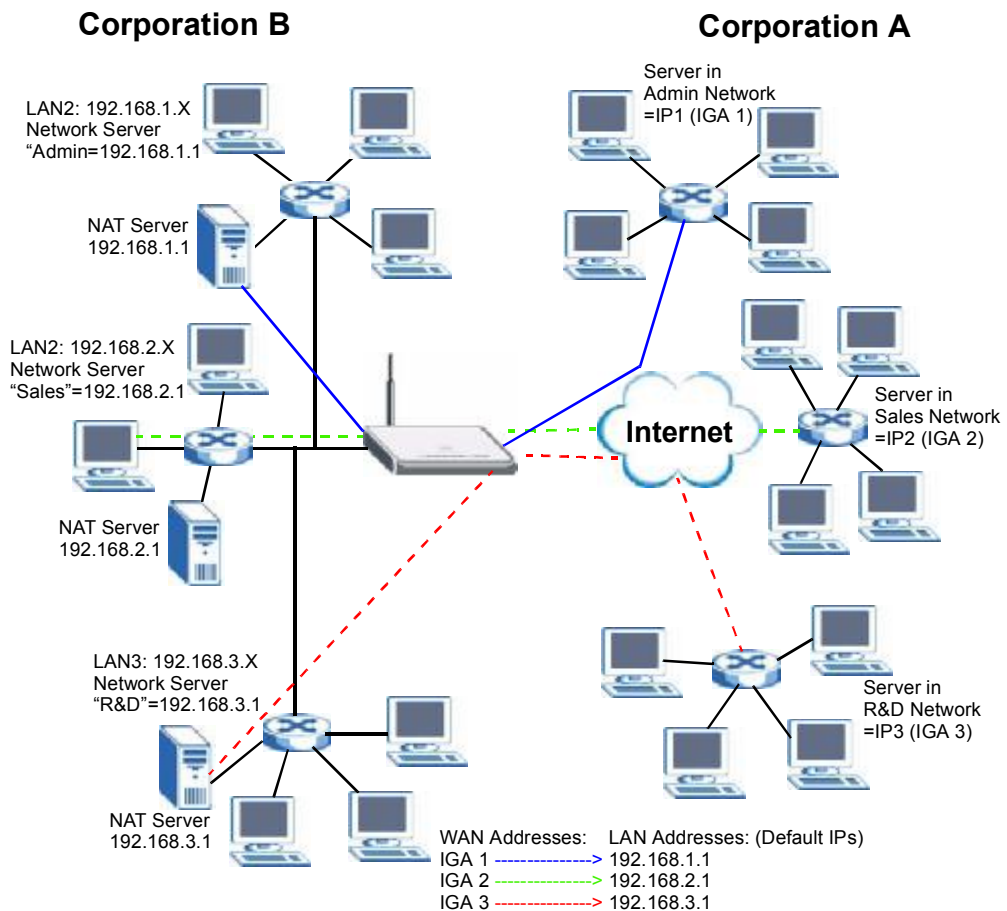 Corporation B
Corporation A
LAN2: 192.168.1.X
Network Server
“Admin=192.168.1.1
NAT Server
192.168.1.1
Server in
Admin Network
=IP1 (IGA 1)
LAN2: 192.168.2.X
Network Server
“Sales”=192.168.2.1
NAT Server
192.168.2.1
Internet
Server in
Sales Network
=IP2 (IGA 2)
LAN3: 192.168.3.X
Network Server
“R&D”=192.168.3.1
NAT Server
192.168.3.1
Server in
R&D Network
=IP3 (IGA 3)
WAN Addresses: LAN Addresses: (Default IPs)
IGA 1 ---------------> 192.168.1.1
IGA 2 ---------------> 192.168.2.1
IGA 3 ---------------> 192.168.3.1